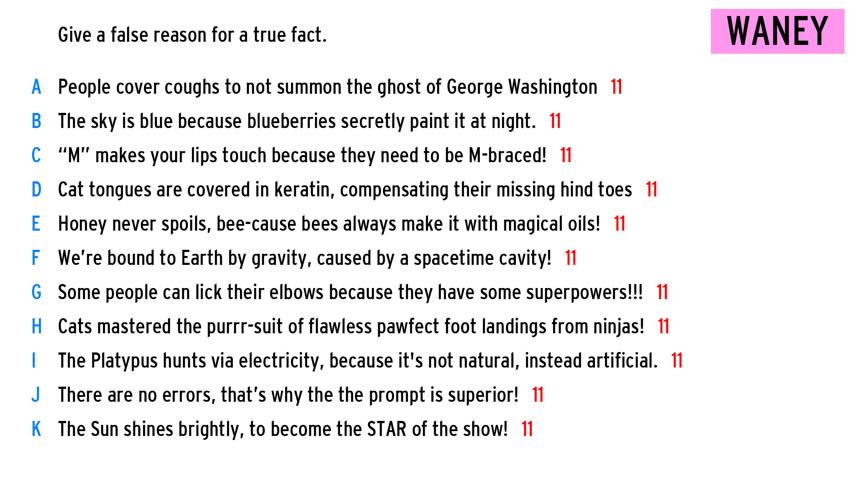 Give a false reason for a true fact.
WANEY
A People cover coughs to not summon the ghost of George Washington 11
B The sky is blue because blueberries secretly paint it at night. 11
C “M” makes your lips touch because they need to be M-braced! 11
D Cat tongues are covered in keratin, compensating their missing hind toes 11
E Honey never spoils, bee-cause bees always make it with magical oils! 11
F We’re bound to Earth by gravity, caused by a spacetime cavity! 11
G Some people can lick their elbows because they have some superpowers!!! 11
H Cats mastered the purrr-suit of flawless pawfect foot landings from ninjas! 11
I The Platypus hunts via electricity, because it's not natural, instead artificial. 11
J There are no errors, that’s why the the prompt is superior! 11
K The Sun shines brightly, to become the STAR of the show! 11